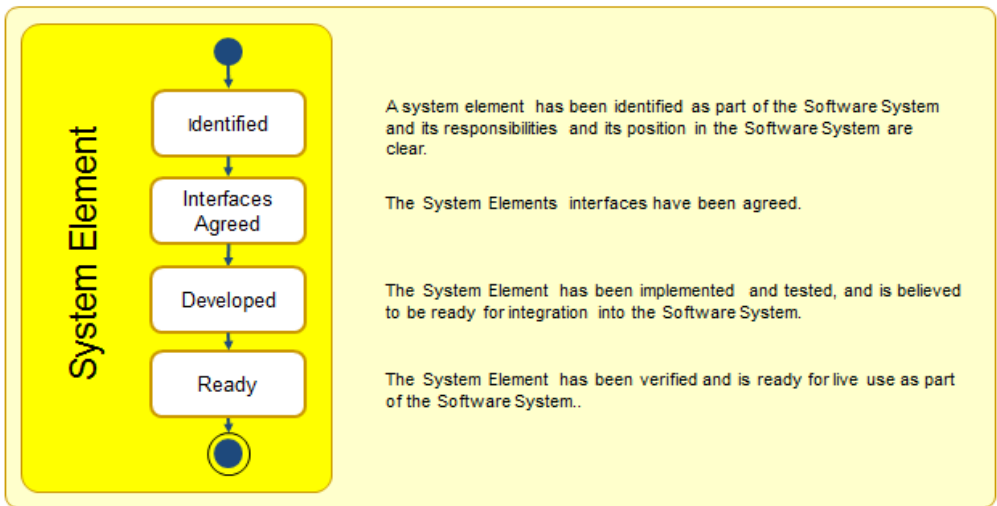 System Element
Identified
A system element has been identified as part of the Software System
and its responsibilities and its position in the Software System are
clear.
Interfaces
Agreed
The System Elements interfaces have been agreed.
Developed
The System Element has been implemented and tested, and is believed
to be ready for integration into the Software System.
Ready
The System Element has been verified and is ready for live use as part
of the Software System..